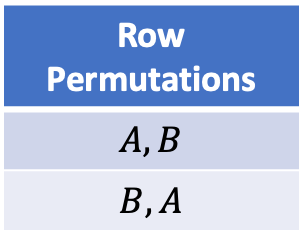 Row
Permutations
A, B
B, A